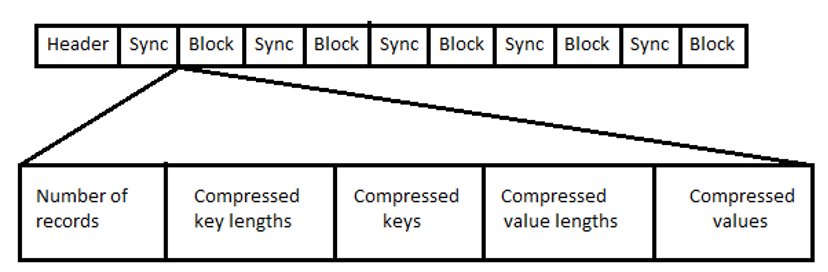 Header Sync Block Sync Block Sync Block Sync Block Sync Block
Number of records
Compressed key lengths
Compressed keys
Compressed value lengths
Compressed values